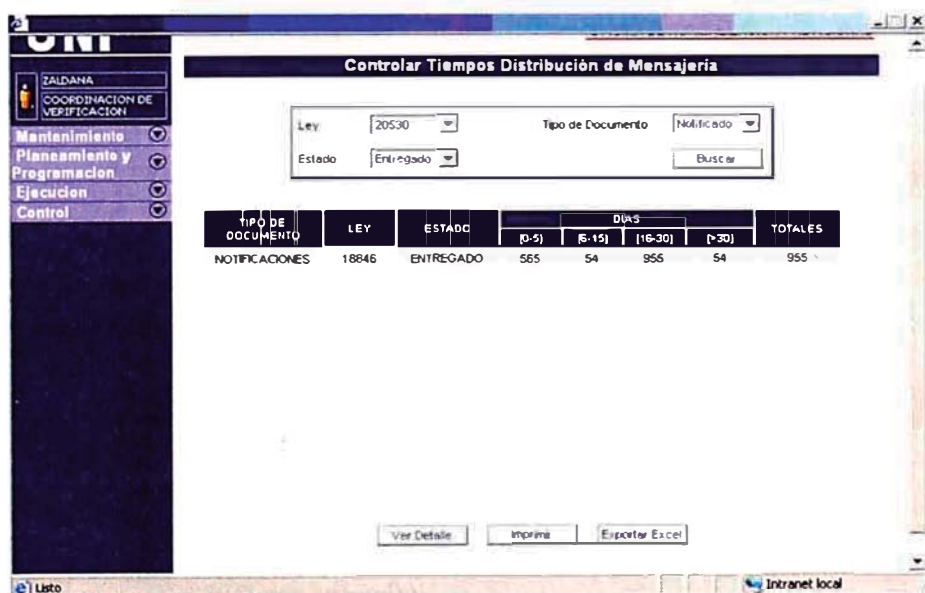 Controlar Tiempos Distribución de Mensajería
ZALDANA
COORDINACION DE
VERIFICACION
Mantenimiento
Planeamiento y
Programacion
Ejecucion
Control
Ley 20530 Tipo de Documento Notificado
Estado Entregado Buscar
TIPO DE DOCUMENTO LEY ESTADO DIAS TOTALES
[0-5) [6-15) [16-30) [>30)
NOTIFICACIONES 18846 ENTREGADO 565 54 955 54 955
Ver Detalle Imprimir Exportar Excel
Listo Intranet local